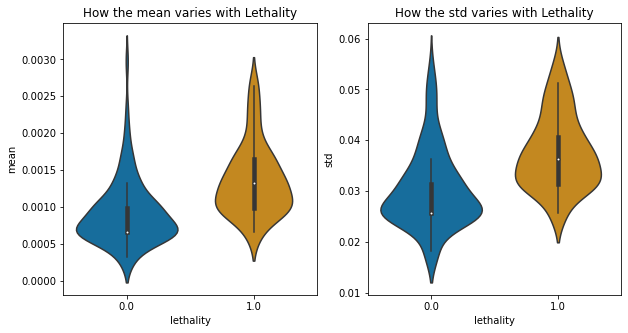 How the mean varies with Lethality
0.0030
0.0025
0.0020
0.0015
0.0010
0.0005
0.0000
mean
0.0
1.0
lethality
How the std varies with Lethality
0.06
0.05
0.04
0.03
0.02
0.01
std
0.0
1.0
lethality